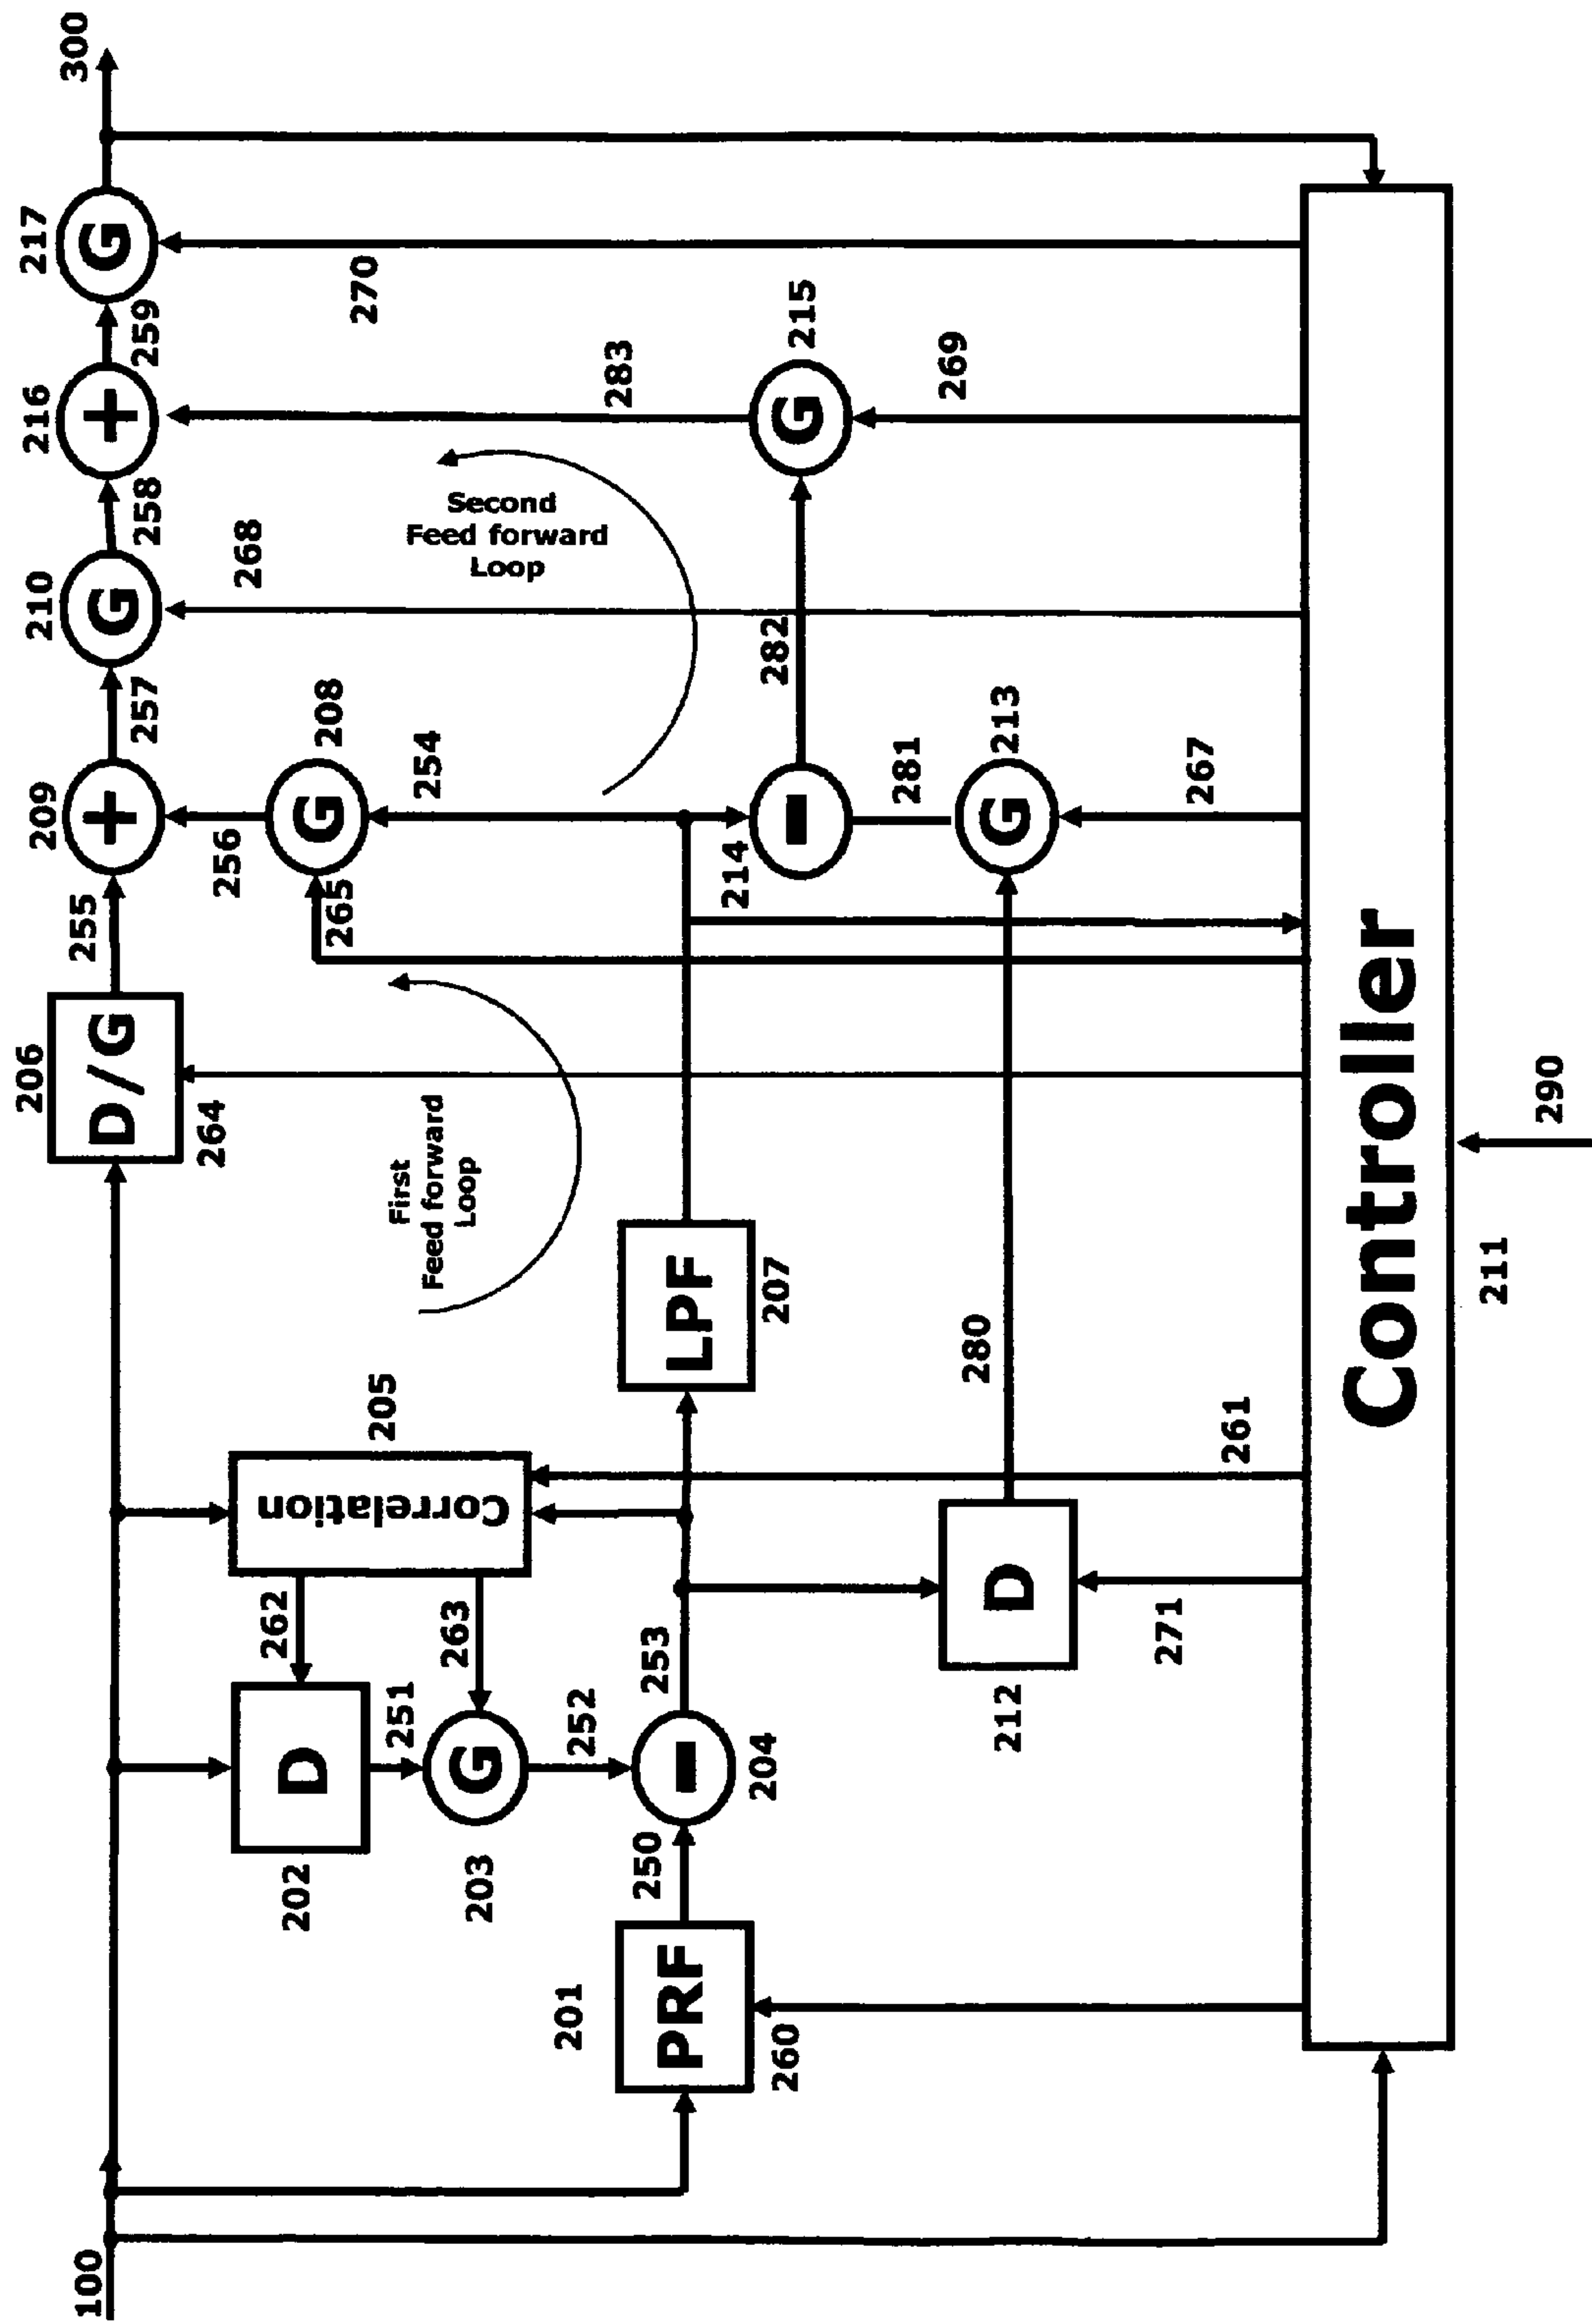 100
300
206
D/G
264
255
209
+
257
210
G
258
216
+
259
217
G
262
205
Correlation
202
D
251
263
203
G
252
First
Feed forward
Loop
265
256
208
G
254
268
Second
Feed forward
Loop
283
270
201
PRF
260
250
204
–
253
LPF
207
214
–
282
215
G
269
212
D
271
280
261
281
213
G
267
Controller
211
290